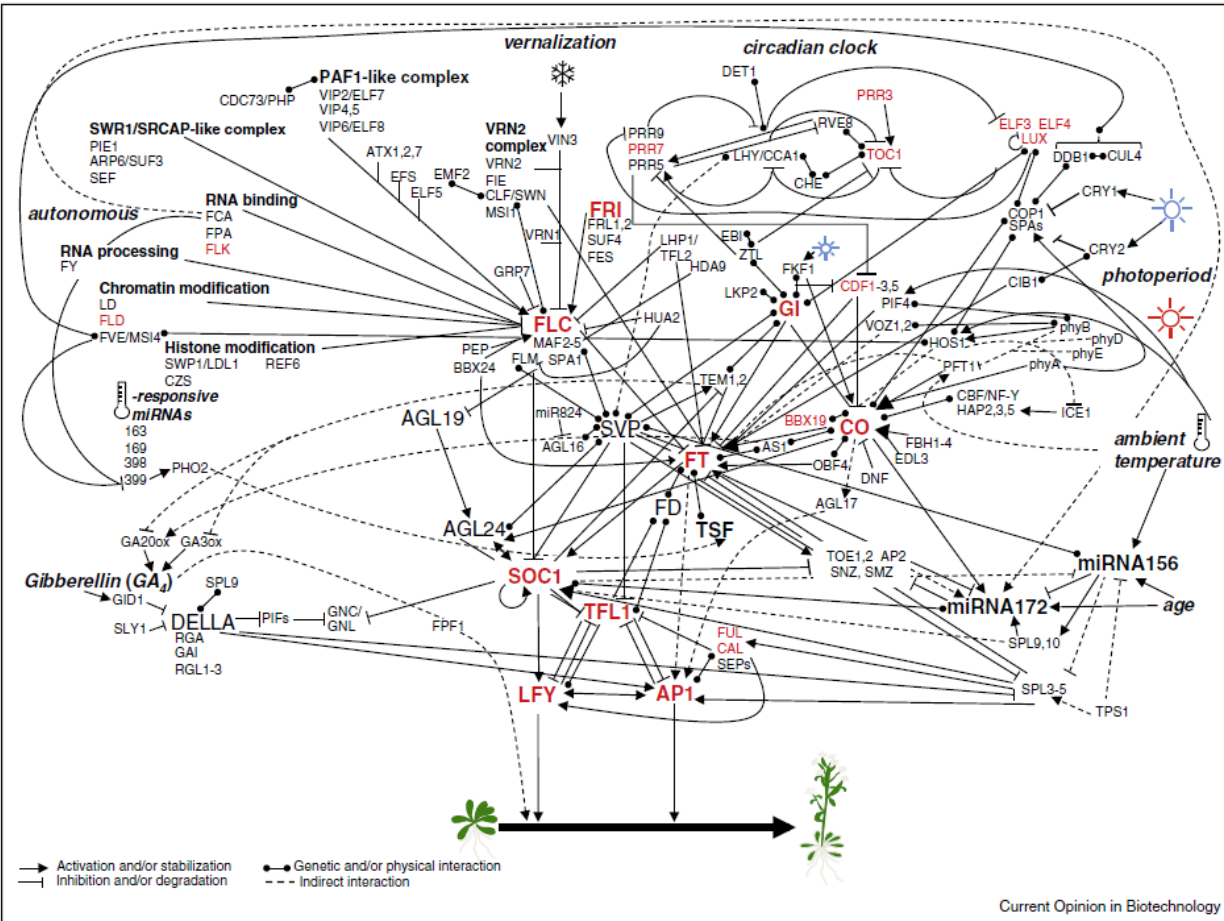 vernalization
circadian clock
DET1
PAF1-like complex
CDC73/PHP
VIP2/ELF7
VIP4,5
VIP6/ELF8
PRR3
SWR1/SRCAP-like complex
PIE1
ARP6/SUF3
SEF
VRN2
complex
VRN2
FIE
CLF/SWN
MSI1
VIN3
PRR9
PRR7
PRR5
RVE8
LHY/CCA1
TOC1
CHE
ELF3 ELF4
LUX
DDB1
CUL4
ATX1,2,7
EFS
ELF5
EMF2
CRY1
COP1
SPAs
CRY2
autonomous
RNA binding
FCA
FPA
FLK
FRI
FRL1,2
SUF4
FES
VRN1
LHP1/
TFL2
HDA9
EBI
ZTL
FKF1
LKP2
GI
CDF1-3,5
CIB1
photoperiod
RNA processing
FY
GRP7
PIF4
VOZ1,2
HOS1
phyB
phyD
phyE
phyA
PFT1
Chromatin modification
LD
FLD
FVE/MSI4
FLC
MAF2-5
FLM SPA1
HUA2
Histone modification
SWP1/LDL1 REF6
CZS
PEP
BBX24
TEM1,2
CBF/NF-Y
HAP2,3,5
ICE1
-responsive
miRNAs
163
169
398
399
PHO2
AGL19
miR824
AGL16
SVP
BBX19
CO
FBH1-4
EDL3
ambient
temperature
FT
AS1
OBF4
DNF
AGL17
FD
TSF
AGL24
GA20ox
GA3ox
TOE1,2 AP2
SNZ, SMZ
miRNA156
Gibberellin (GA4)
GID1
SPL9
SLY1
DELLA
RGA
GAI
RGL1-3
PIFs
GNC/
GNL
FPF1
SOC1
TFL1
miRNA172
age
SPL9,10
FUL
CAL
SEPs
LFY
AP1
SPL3-5
TPS1
Activation and/or stabilization
Genetic and/or physical interaction
Inhibition and/or degradation
Indirect interaction
Current Opinion in Biotechnology